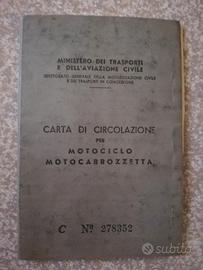 MINISTERO DEI TRASPORTI
E DELL'AVIAZIONE CIVILE
ISPETTORATO GENERALE DELLA MOTORIZZAZIONE CIVILE
E DEI TRASPORTI IN CONCESSIONE
CARTA DI CIRCOLAZIONE
PER
MOTOCICLO
MOTOCARROZZETTA
C Nº 278352
subito